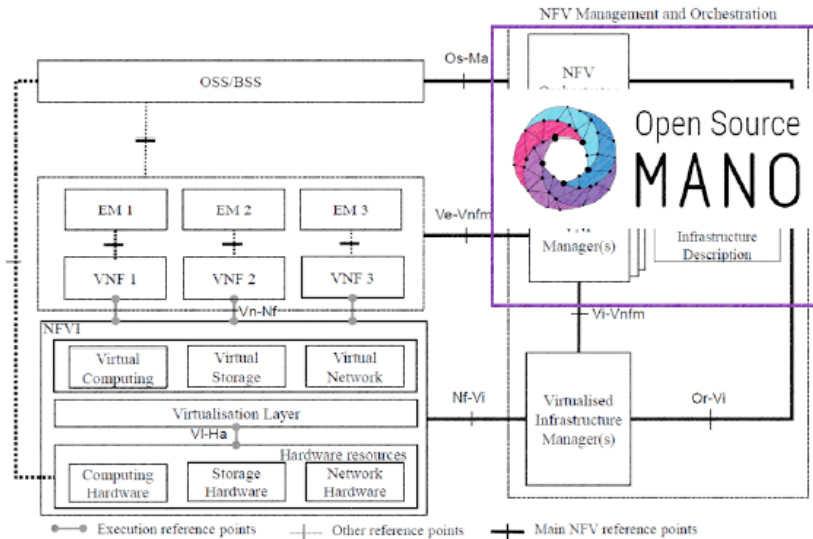 NFV Management and Orchestration
Os-Ma
OSS/BSS
NFV
Open Source
MANO
EM 1
EM 2
EM 3
Ve-Vnfm
Manager(s)
Infrastructure
Description
VNF 1
VNF 2
VNF 3
Vn-Nf
NFVI
Vi-Vnfm
Virtual
Computing
Virtual
Storage
Virtual
Network
Nf-Vi
Virtualised
Infrastructure
Manager(s)
Or-Vi
Virtualisation Layer
Vl-Ha
Hardware resources
Computing
Hardware
Storage
Hardware
Network
Hardware
Execution reference points
Other reference points
Main NFV reference points